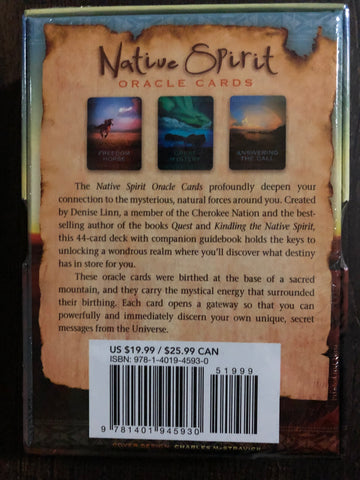 Native Spirit
ORACLE CARDS
FREEDOM
HORSE
GREAT
MYSTERY
ANSWERING
THE CALL
The Native Spirit Oracle Cards profoundly deepen your
connection to the mysterious, natural forces around you. Created
by Denise Linn, a member of the Cherokee Nation and the best-
selling author of the books Quest and Kindling the Native Spirit,
this 44-card deck with companion guidebook holds the keys to
unlocking a wondrous realm where you'll discover what destiny
has in store for you.
These oracle cards were birthed at the base of a sacred
mountain, and they carry the mystical energy that surrounded
their birthing. Each card opens a gateway so that you can
powerfully and immediately discern your own unique, secret
messages from the Universe.
US $19.99 / $25.99 CAN
ISBN: 978-1-4019-4593-0
51999
9 781401 945930
COVER DESIGN: CHARLES McSTRAVICK